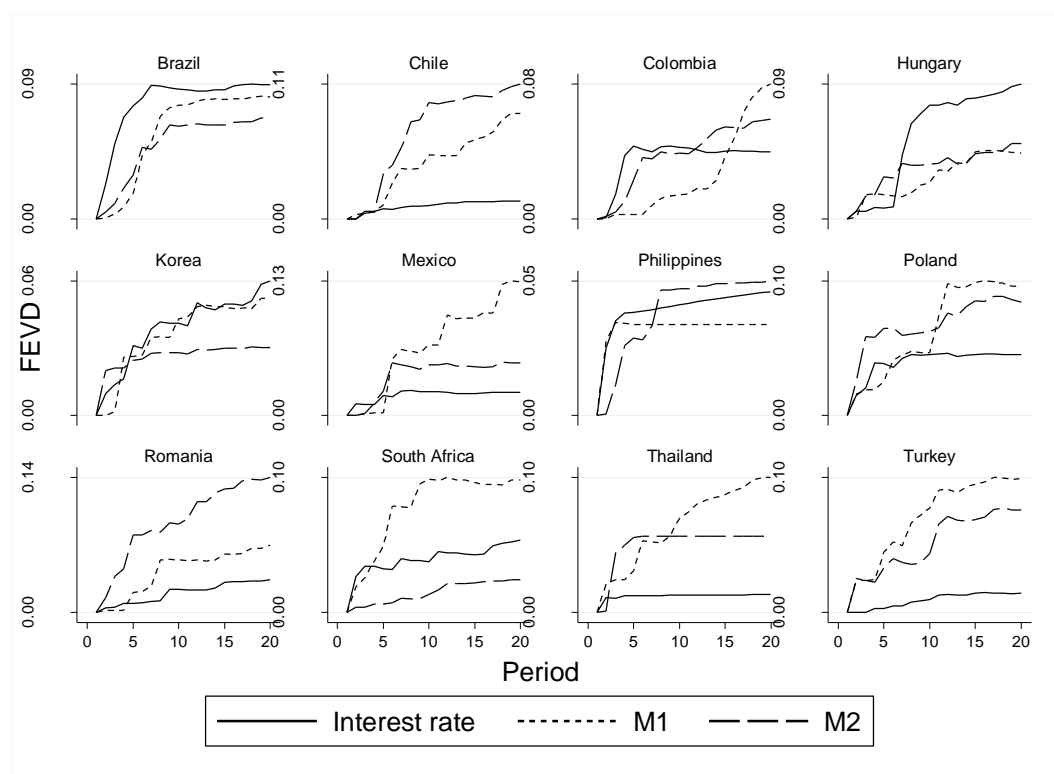 Brazil
Chile
Colombia
Hungary
0.09
0.11
0.08
0.09
0.00
0.00
0.00
0.00
Korea
Mexico
Philippines
Poland
0.06
0.13
0.05
0.10
0.00
0.00
0.00
0.00
FEVD
Romania
South Africa
Thailand
Turkey
0.14
0.10
0.10
0.10
0.00
0.00
0.00
0.00
0 5 10 15 20
0 5 10 15 20
0 5 10 15 20
0 5 10 15 20
Period
Interest rate M1 M2